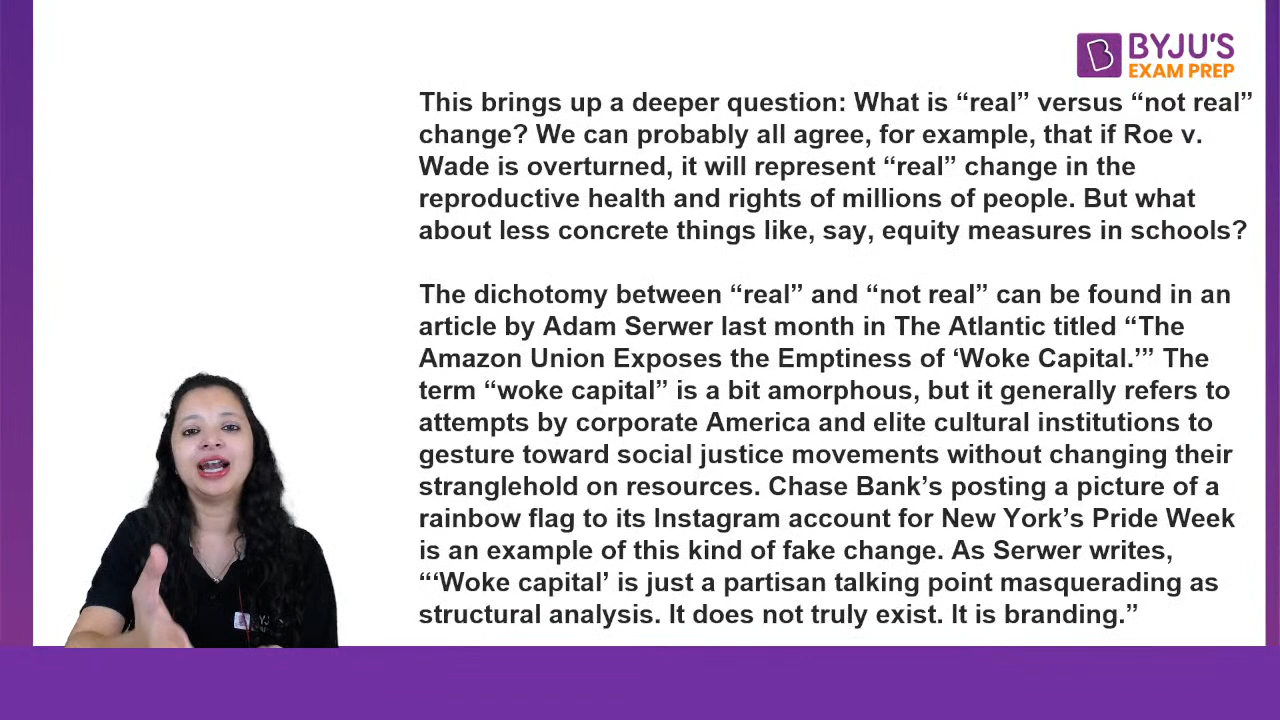 BYJU'S
EXAM PREP
This brings up a deeper question: What is “real” versus “not real”
change? We can probably all agree, for example, that if Roe v.
Wade is overturned, it will represent “real” change in the
reproductive health and rights of millions of people. But what
about less concrete things like, say, equity measures in schools?
The dichotomy between “real” and “not real” can be found in an
article by Adam Serwer last month in The Atlantic titled “The
Amazon Union Exposes the Emptiness of ‘Woke Capital.’” The
term “woke capital” is a bit amorphous, but it generally refers to
attempts by corporate America and elite cultural institutions to
gesture toward social justice movements without changing their
stranglehold on resources. Chase Bank’s posting a picture of a
rainbow flag to its Instagram account for New York’s Pride Week
is an example of this kind of fake change. As Serwer writes,
“‘Woke capital’ is just a partisan talking point masquerading as
structural analysis. It does not truly exist. It is branding.”